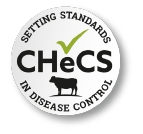 SETTING STANDARDS
CHeCS
IN DISEASE CONTROL